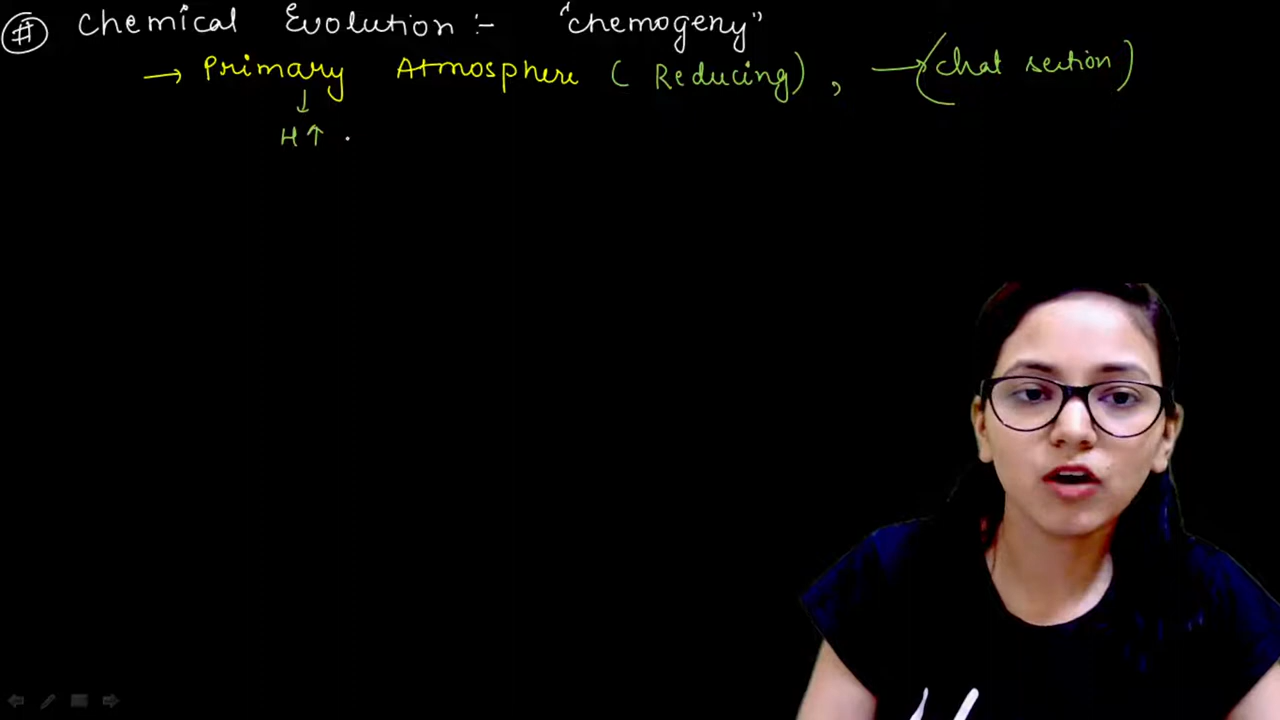 # Chemical Evolution :- "chemogeny"
→ Primary Atmosphere ( Reducing ) , → (chat section)
↓
H ↑ .